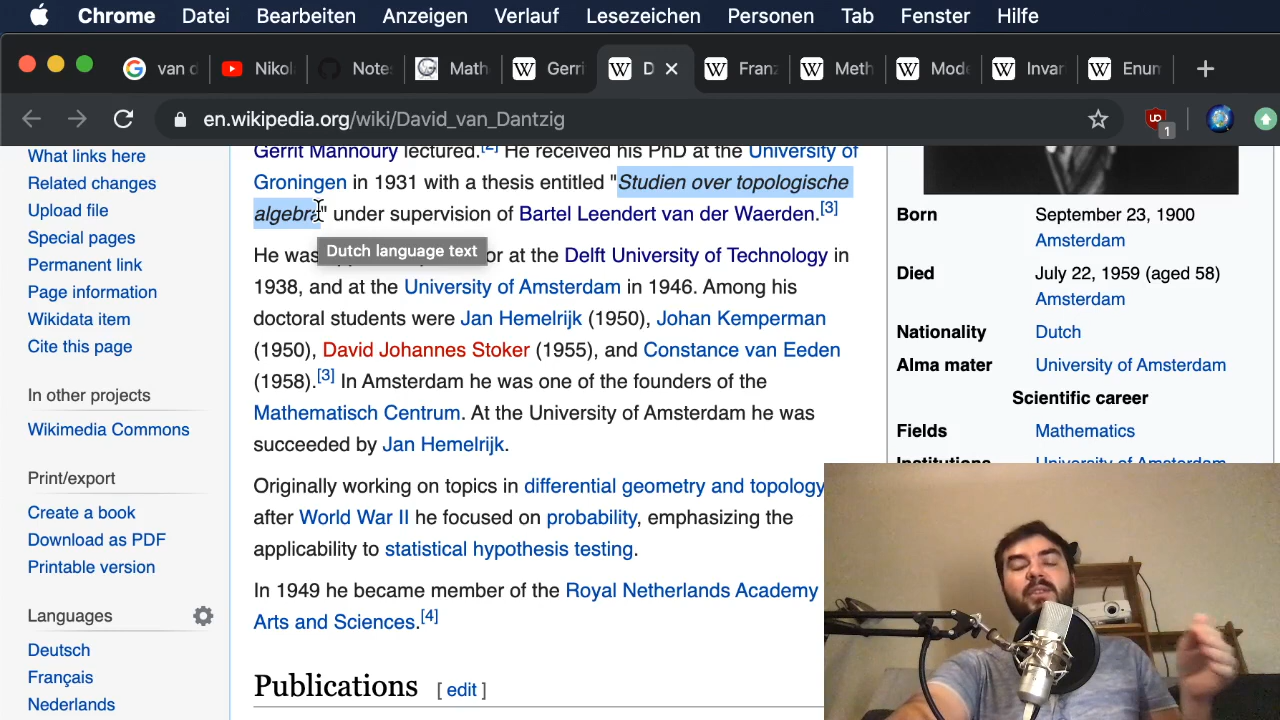 Chrome Datei Bearbeiten Anzeigen Verlauf Lesezeichen Personen Tab Fenster Hilfe
van d Nikol Note Math Gerri D Franz Meth Mode Invar Enum
en.wikipedia.org/wiki/David_van_Dantzig
What links here
Related changes
Upload file
Special pages
Permanent link
Page information
Wikidata item
Cite this page
In other projects
Wikimedia Commons
Print/export
Create a book
Download as PDF
Printable version
Languages
Deutsch
Français
Nederlands
Gerrit Mannoury lectured.[2] He received his PhD at the University of
Groningen in 1931 with a thesis entitled "Studien over topologische
algebra" under supervision of Bartel Leendert van der Waerden.[3]
Dutch language text
He was or at the Delft University of Technology in
1938, and at the University of Amsterdam in 1946. Among his
doctoral students were Jan Hemelrijk (1950), Johan Kemperman
(1950), David Johannes Stoker (1955), and Constance van Eeden
(1958).[3] In Amsterdam he was one of the founders of the
Mathematisch Centrum. At the University of Amsterdam he was
succeeded by Jan Hemelrijk.
Originally working on topics in differential geometry and topology
after World War II he focused on probability, emphasizing the
applicability to statistical hypothesis testing.
In 1949 he became member of the Royal Netherlands Academy
Arts and Sciences.[4]
Publications [ edit ]
Born September 23, 1900
Amsterdam
Died July 22, 1959 (aged 58)
Amsterdam
Nationality Dutch
Alma mater University of Amsterdam
Scientific career
Fields Mathematics
Institutions University of Amsterdam